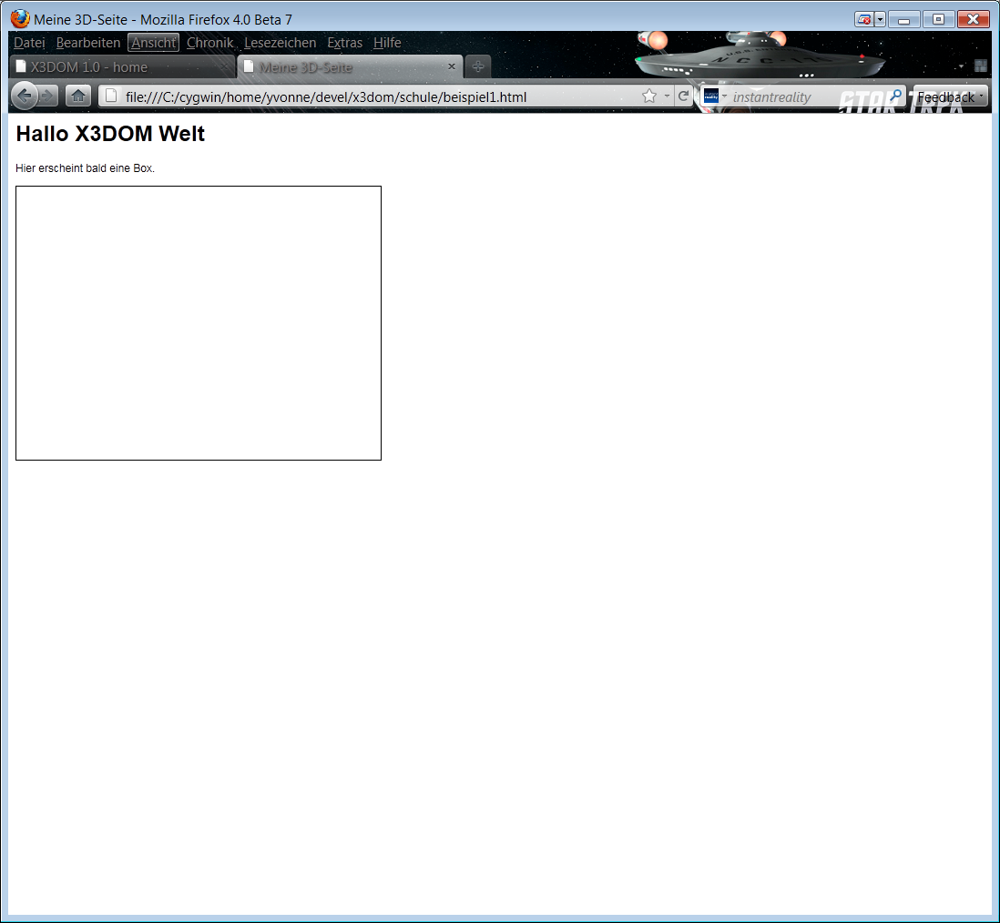 Meine 3D-Seite - Mozilla Firefox 4.0 Beta 7
Datei Bearbeiten Ansicht Chronik Lesezeichen Extras Hilfe
X3DOM 1.0 - home Meine 3D-Seite
file:///C:/cygwin/home/yvonne/devel/x3dom/schule/beispiel1.html instantreality Feedback
STAR TREK
Hallo X3DOM Welt
Hier erscheint bald eine Box.